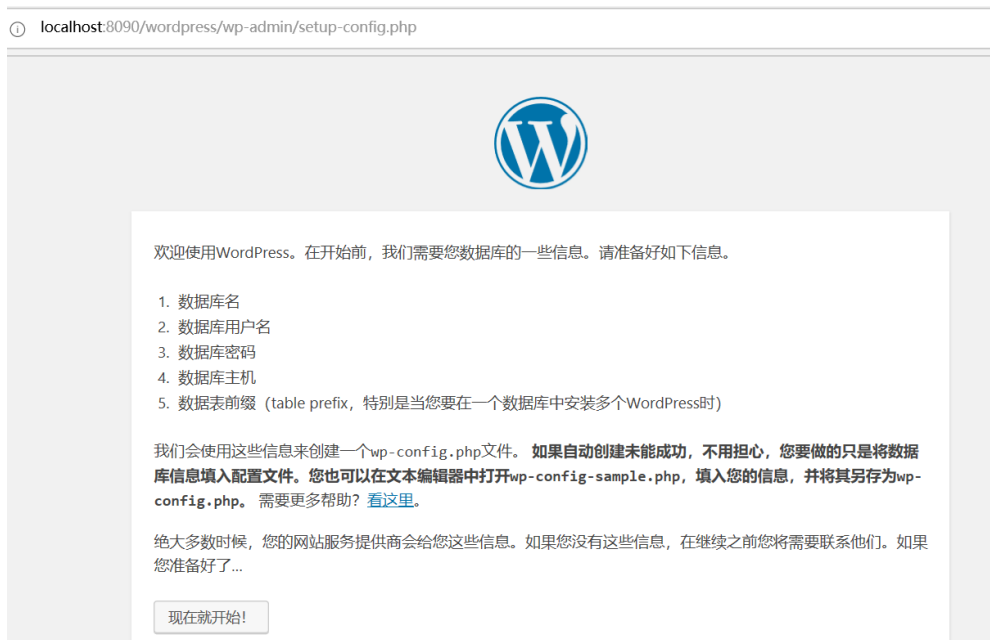 localhost:8090/wordpress/wp-admin/setup-config.php
欢迎使用WordPress。在开始前，我们需要您数据库的一些信息。请准备好如下信息。
1. 数据库名
2. 数据库用户名
3. 数据库密码
4. 数据库主机
5. 数据表前缀（table prefix，特别是当您要在一个数据库中安装多个WordPress时）
我们会使用这些信息来创建一个wp-config.php文件。 如果自动创建未能成功，不用担心，您要做的只是将数据
库信息填入配置文件。您也可以在文本编辑器中打开wp-config-sample.php，填入您的信息，并将其另存为wp-
config.php。 需要更多帮助？看这里。
绝大多数时候，您的网站服务提供商会给您这些信息。如果您没有这些信息，在继续之前您将需要联系他们。如果
您准备好了…
现在就开始！